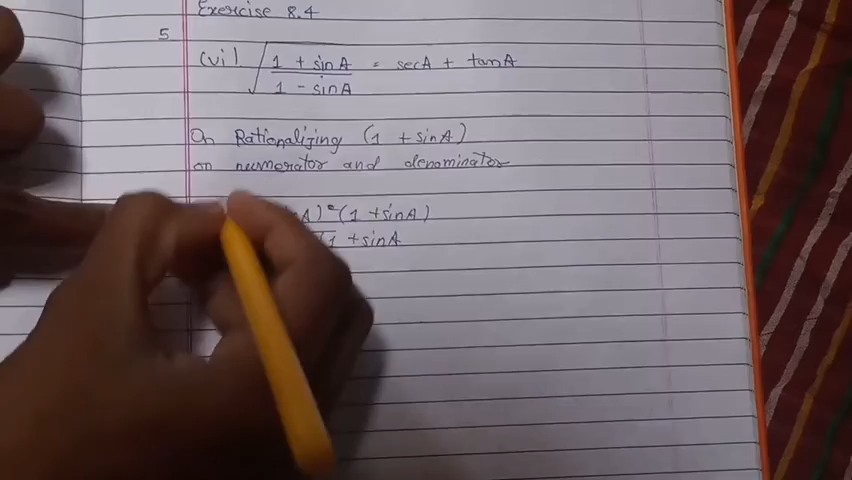 Exercise 8.4
5
(vi) √ 1 + sinA = secA + tanA
1 - sinA
On Rationalizing (1 + sinA)
on numerator and denominator
A) (1 + sinA)
1 + sinA